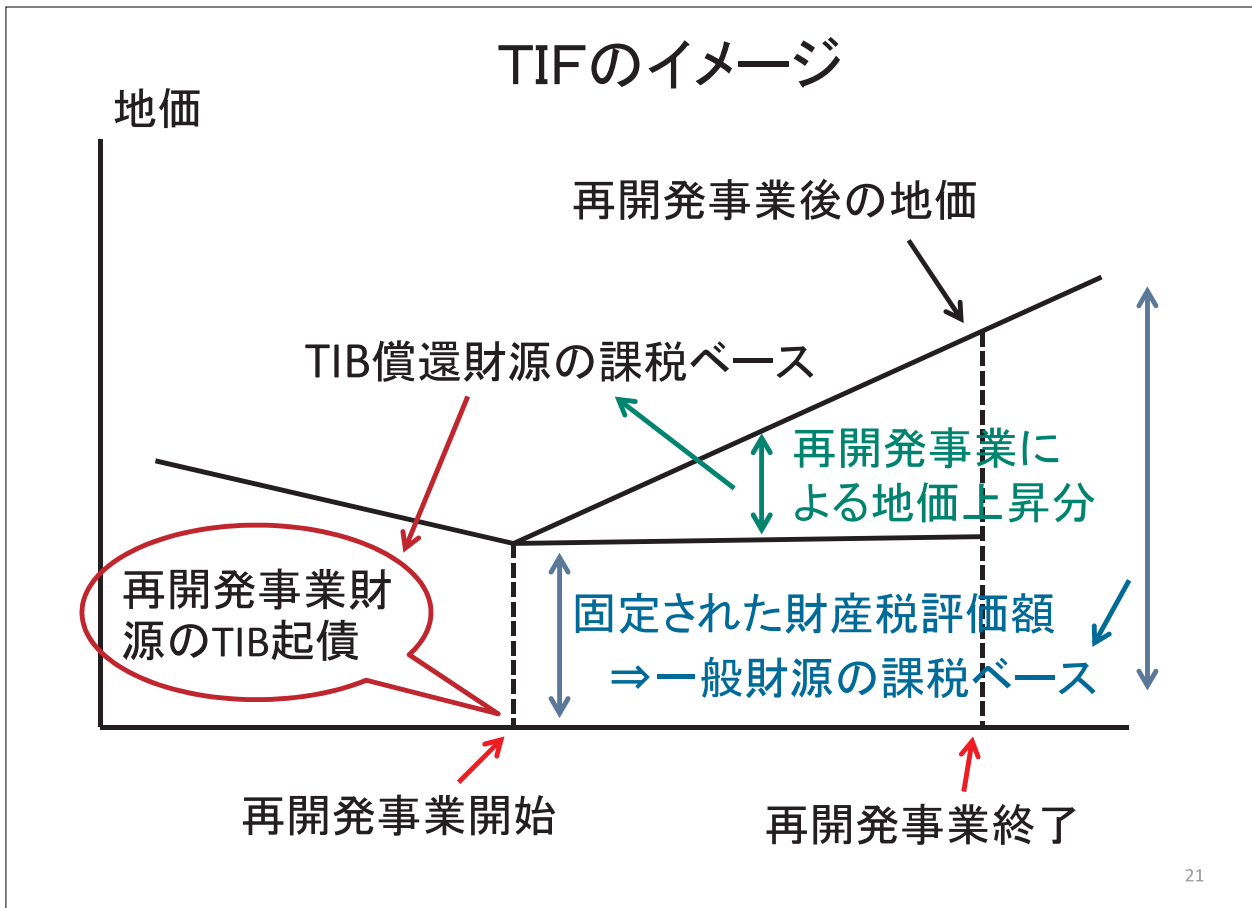 TIFのイメージ
地価
再開発事業後の地価
TIB償還財源の課税ベース
再開発事業に
よる地価上昇分
再開発事業財
源のTIB起債
固定された財産税評価額
⇒一般財源の課税ベース
再開発事業開始
再開発事業終了
21